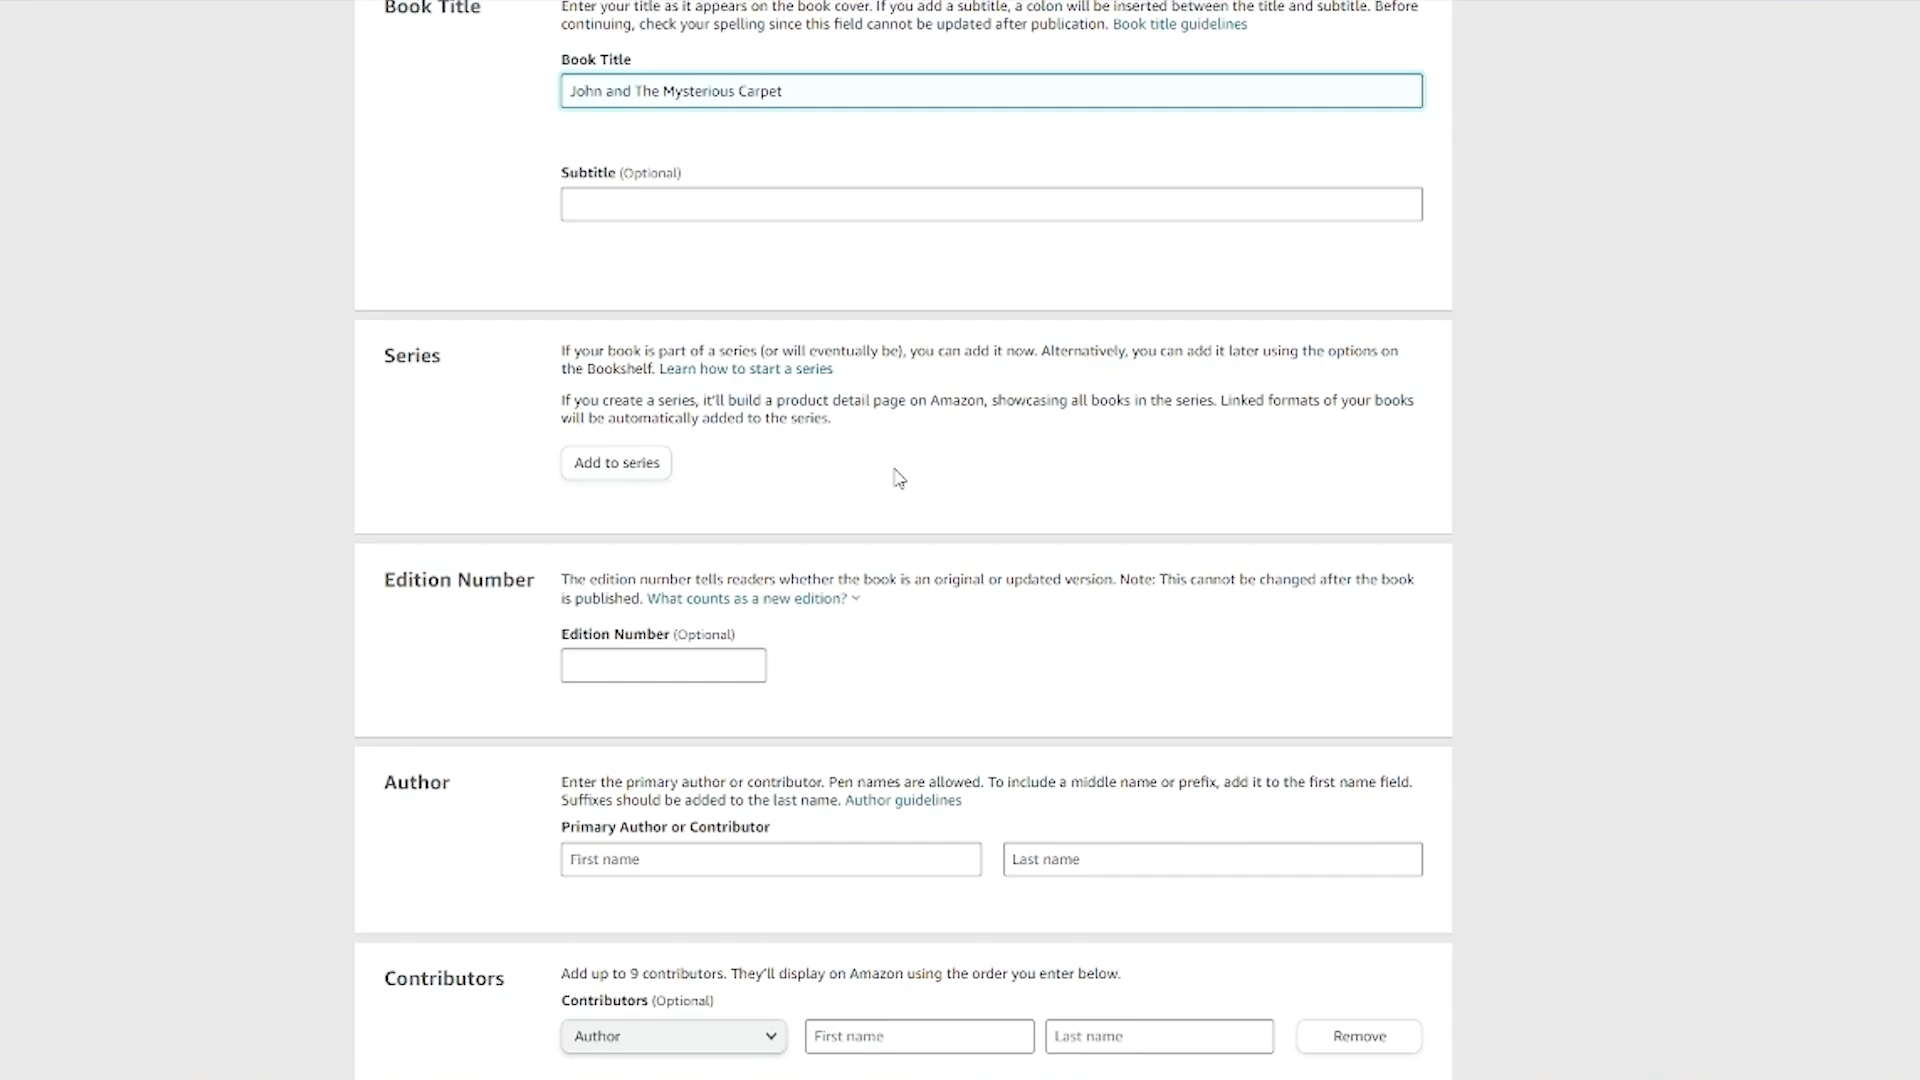 Book Title
Enter your title as it appears on the book cover. If you add a subtitle, a colon will be inserted between the title and subtitle. Before
continuing, check your spelling since this field cannot be updated after publication. Book title guidelines
Book Title
John and The Mysterious Carpet
Subtitle (Optional)
Series
If your book is part of a series (or will eventually be), you can add it now. Alternatively, you can add it later using the options on
the Bookshelf. Learn how to start a series
If you create a series, it'll build a product detail page on Amazon, showcasing all books in the series. Linked formats of your books
will be automatically added to the series.
Add to series
Edition Number
The edition number tells readers whether the book is an original or updated version. Note: This cannot be changed after the book
is published. What counts as a new edition?
Edition Number (Optional)
Author
Enter the primary author or contributor. Pen names are allowed. To include a middle name or prefix, add it to the first name field.
Suffixes should be added to the last name. Author guidelines
Primary Author or Contributor
First name Last name
Contributors
Add up to 9 contributors. They'll display on Amazon using the order you enter below.
Contributors (Optional)
Author First name Last name Remove